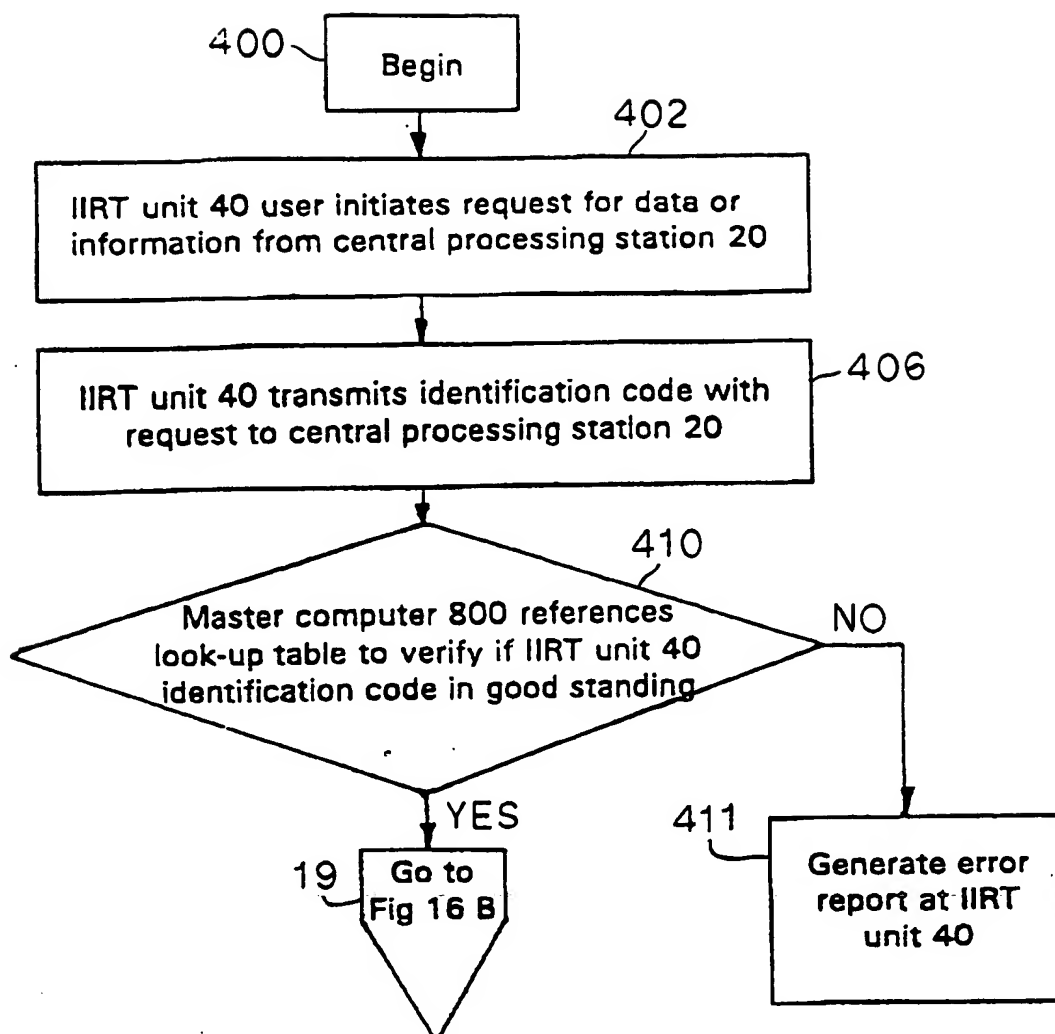 400
Begin
402
IIRT unit 40 user initiates request for data or
information from central processing station 20
406
IIRT unit 40 transmits identification code with
request to central processing station 20
410
Master computer 800 references
look-up table to verify if IIRT unit 40
identification code in good standing
NO
YES
19
Go to
Fig 16 B
411
Generate error
report at IIRT
unit 40